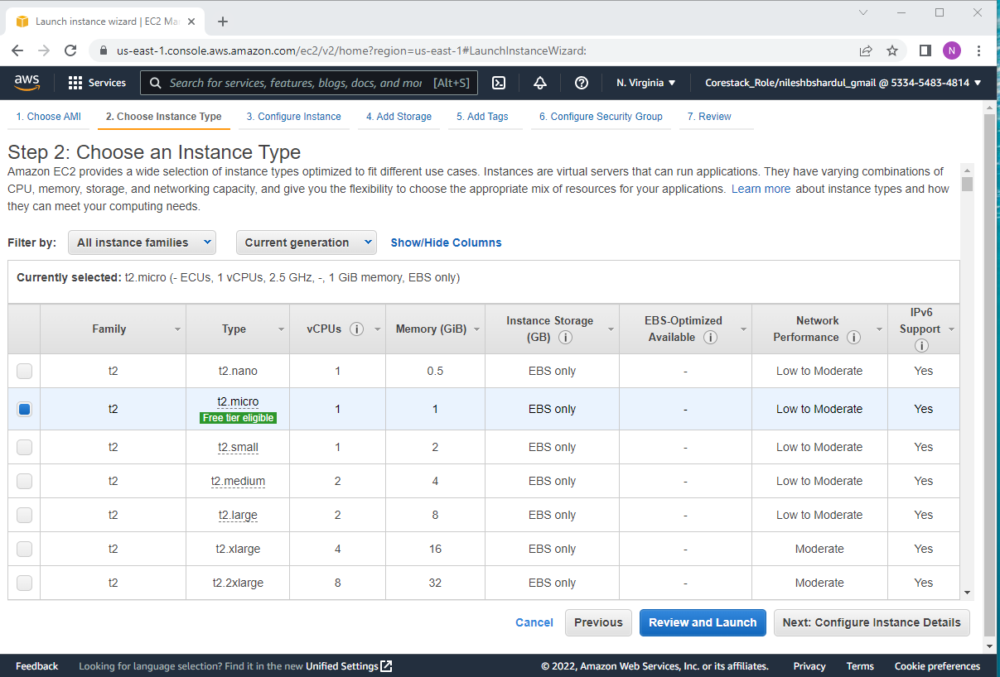 Launch instance wizard | EC2 Ma
us-east-1.console.aws.amazon.com/ec2/v2/home?region=us-east-1#LaunchInstanceWizard:
N
aws
Services
Search for services, features, blogs, docs, and mor
[Alt+S]
N. Virginia
Corestack_Role/nileshbshardul_gmail @ 5334-5483-4814
1. Choose AMI
2. Choose Instance Type
3. Configure Instance
4. Add Storage
5. Add Tags
6. Configure Security Group
7. Review
Step 2: Choose an Instance Type
Amazon EC2 provides a wide selection of instance types optimized to fit different use cases. Instances are virtual servers that can run applications. They have varying combinations of
CPU, memory, storage, and networking capacity, and give you the flexibility to choose the appropriate mix of resources for your applications. Learn more about instance types and how
they can meet your computing needs.
Filter by: All instance families Current generation Show/Hide Columns
Currently selected: t2.micro (- ECUs, 1 vCPUs, 2.5 GHz, -, 1 GiB memory, EBS only)
Family
Type
vCPUs i
Memory (GiB)
Instance Storage
(GB) i
EBS-Optimized
Available i
Network
Performance i
IPv6
Support
i
t2 t2.nano 1 0.5 EBS only - Low to Moderate Yes
t2 t2.micro 1 1 EBS only - Low to Moderate Yes
Free tier eligible
t2 t2.small 1 2 EBS only - Low to Moderate Yes
t2 t2.medium 2 4 EBS only - Low to Moderate Yes
t2 t2.large 2 8 EBS only - Low to Moderate Yes
t2 t2.xlarge 4 16 EBS only - Moderate Yes
t2 t2.2xlarge 8 32 EBS only - Moderate Yes
Cancel
Previous
Review and Launch
Next: Configure Instance Details
Feedback
Looking for language selection? Find it in the new Unified Settings
© 2022, Amazon Web Services, Inc. or its affiliates.
Privacy
Terms
Cookie preferences